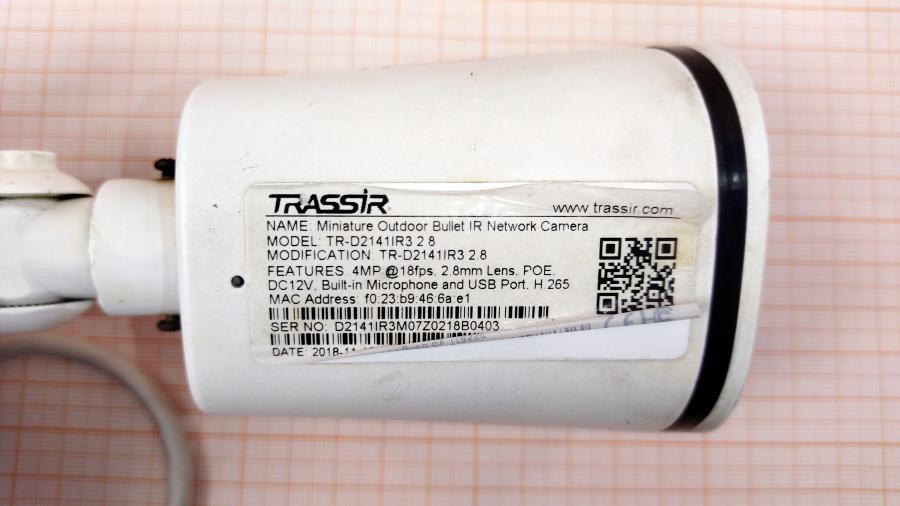 TRASSIR
www.trassir.com
NAME: Miniature Outdoor Bullet IR Network Camera
MODEL: TR-D2141IR3 2 8
MODIFICATION: TR-D2141IR3 2.8
FEATURES: 4MP @18fps, 2.8mm Lens, POE,
DC12V, Built-in Microphone and USB Port, H 265
MAC Address: f0:23:b9:46:6a:e1
SER NO: D2141IR3M07Z0218B0403
DATE: 2018-11